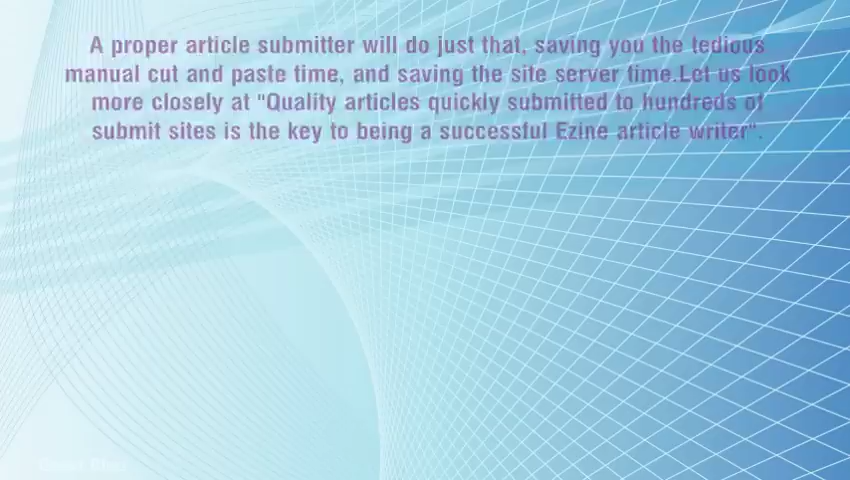 A proper article submitter will do just that, saving you the tedious
manual cut and paste time, and saving the site server time.Let us look
more closely at "Quality articles quickly submitted to hundreds of
submit sites is the key to being a successful Ezine article writer".